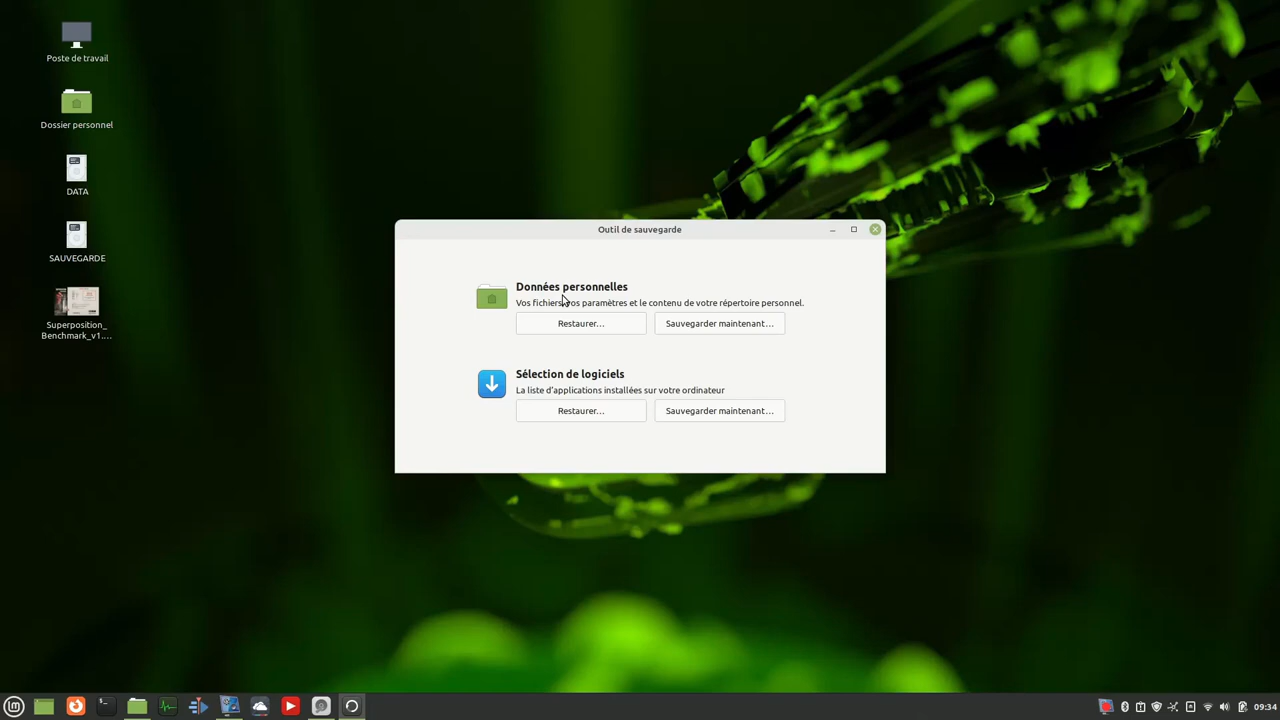 Poste de travail
Dossier personnel
DATA
SAUVEGARDE
Superposition_
Benchmark_v1....
Outil de sauvegarde
Données personnelles
Vos fichiers, vos paramètres et le contenu de votre répertoire personnel.
Restaurer...
Sauvegarder maintenant...
Sélection de logiciels
La liste d'applications installées sur votre ordinateur
Restaurer...
Sauvegarder maintenant...
09:34